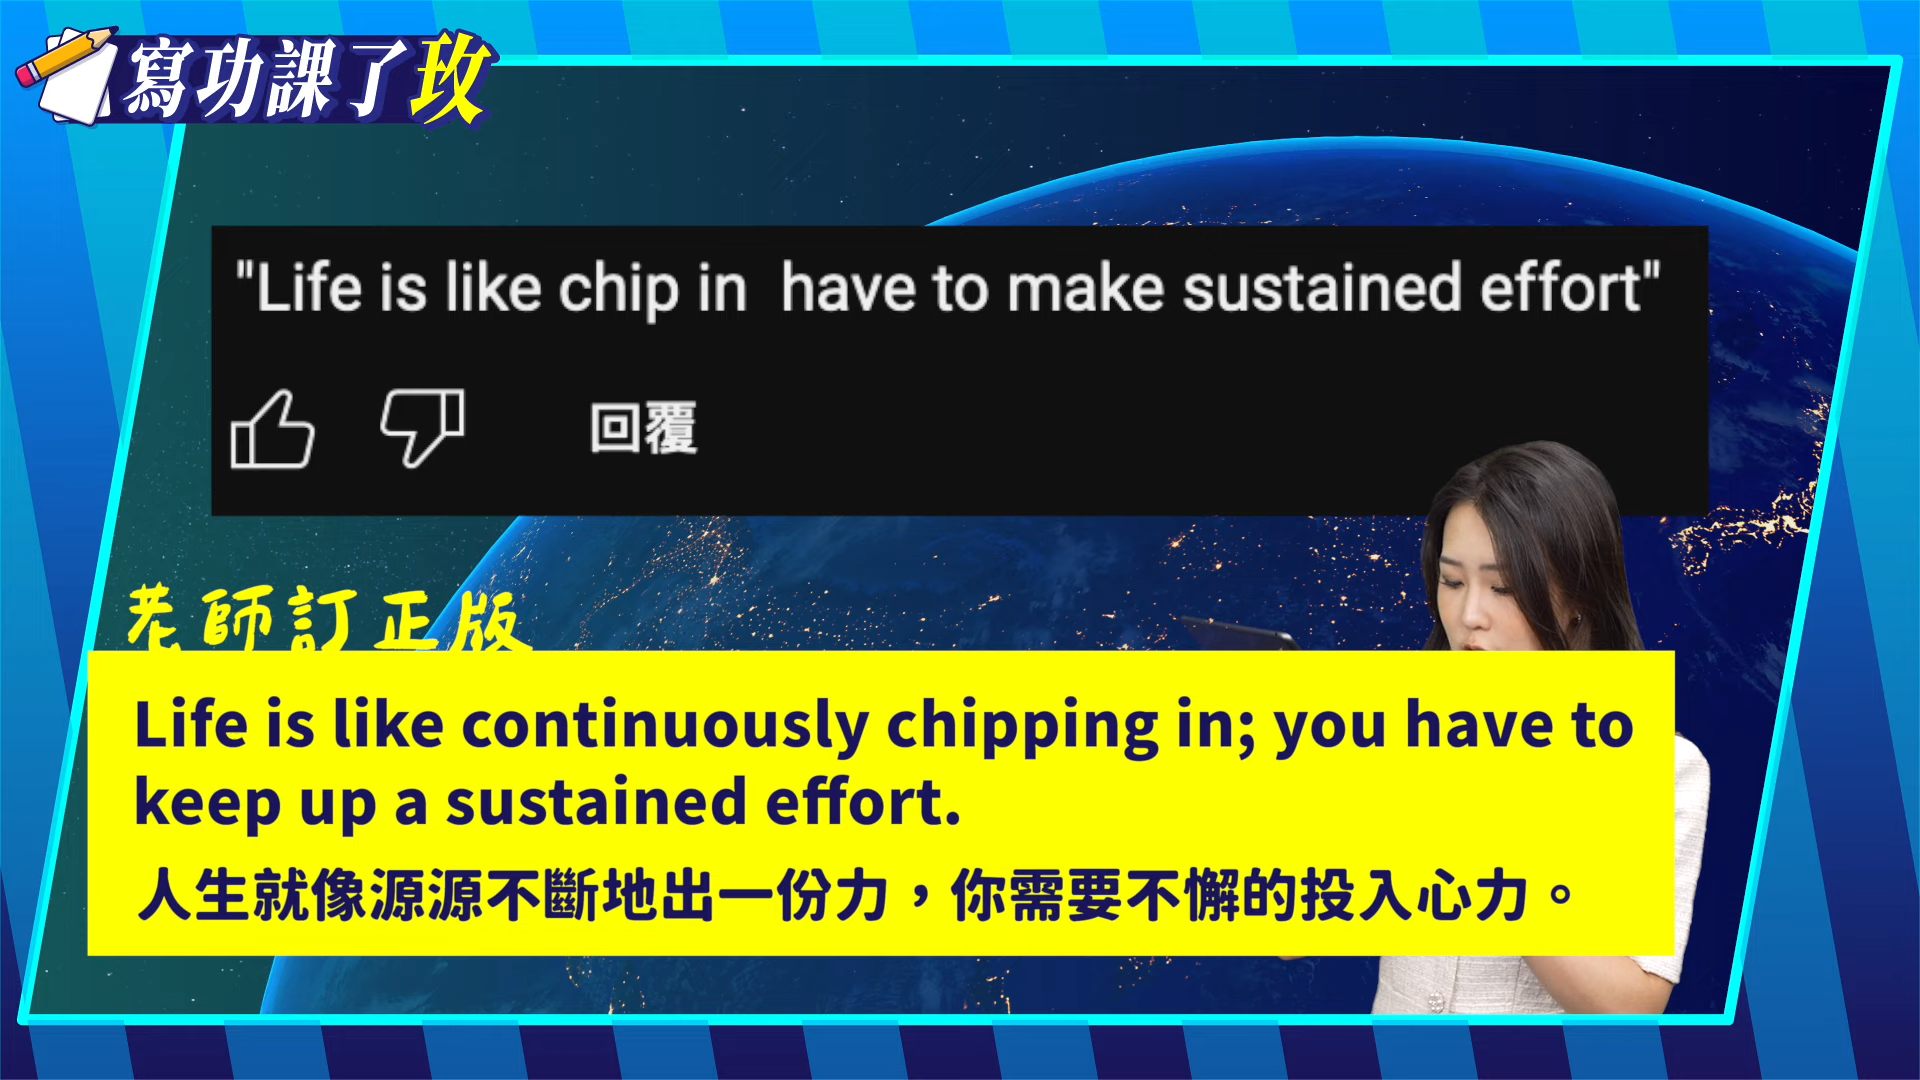 寫功課了玫
"Life is like chip in  have to make sustained effort"
回覆
老師訂正版
Life is like continuously chipping in; you have to
keep up a sustained effort.
人生就像源源不斷地出一份力，你需要不懈的投入心力。